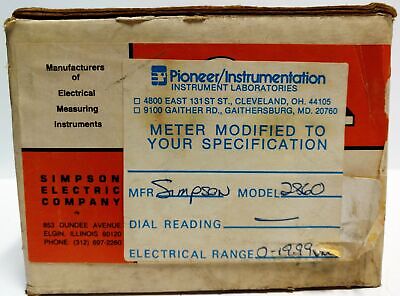 Manufacturers
of
Electrical
Measuring
Instruments
SIMPSON
ELECTRIC
COMPANY
853 DUNDEE AVENUE
ELGIN, ILLINOIS 60120
PHONE: (312) 697-2260
Pioneer/Instrumentation
INSTRUMENT LABORATORIES
□ 4800 EAST 131ST ST., CLEVELAND, OH. 44105
□ 9100 GAITHER RD., GAITHERSBURG, MD. 20760
METER MODIFIED TO
YOUR SPECIFICATION
MFR Simpson MODEL 2860
DIAL READING —
ELECTRICAL RANGE 0-19.99